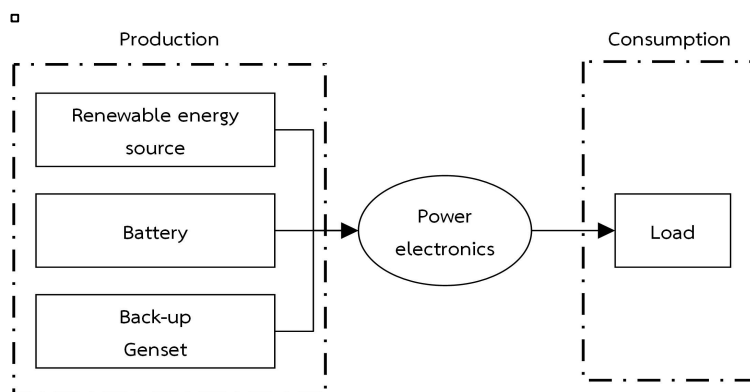 Production
Consumption
Renewable energy
source
Battery
Back-up
Genset
Power
electronics
Load